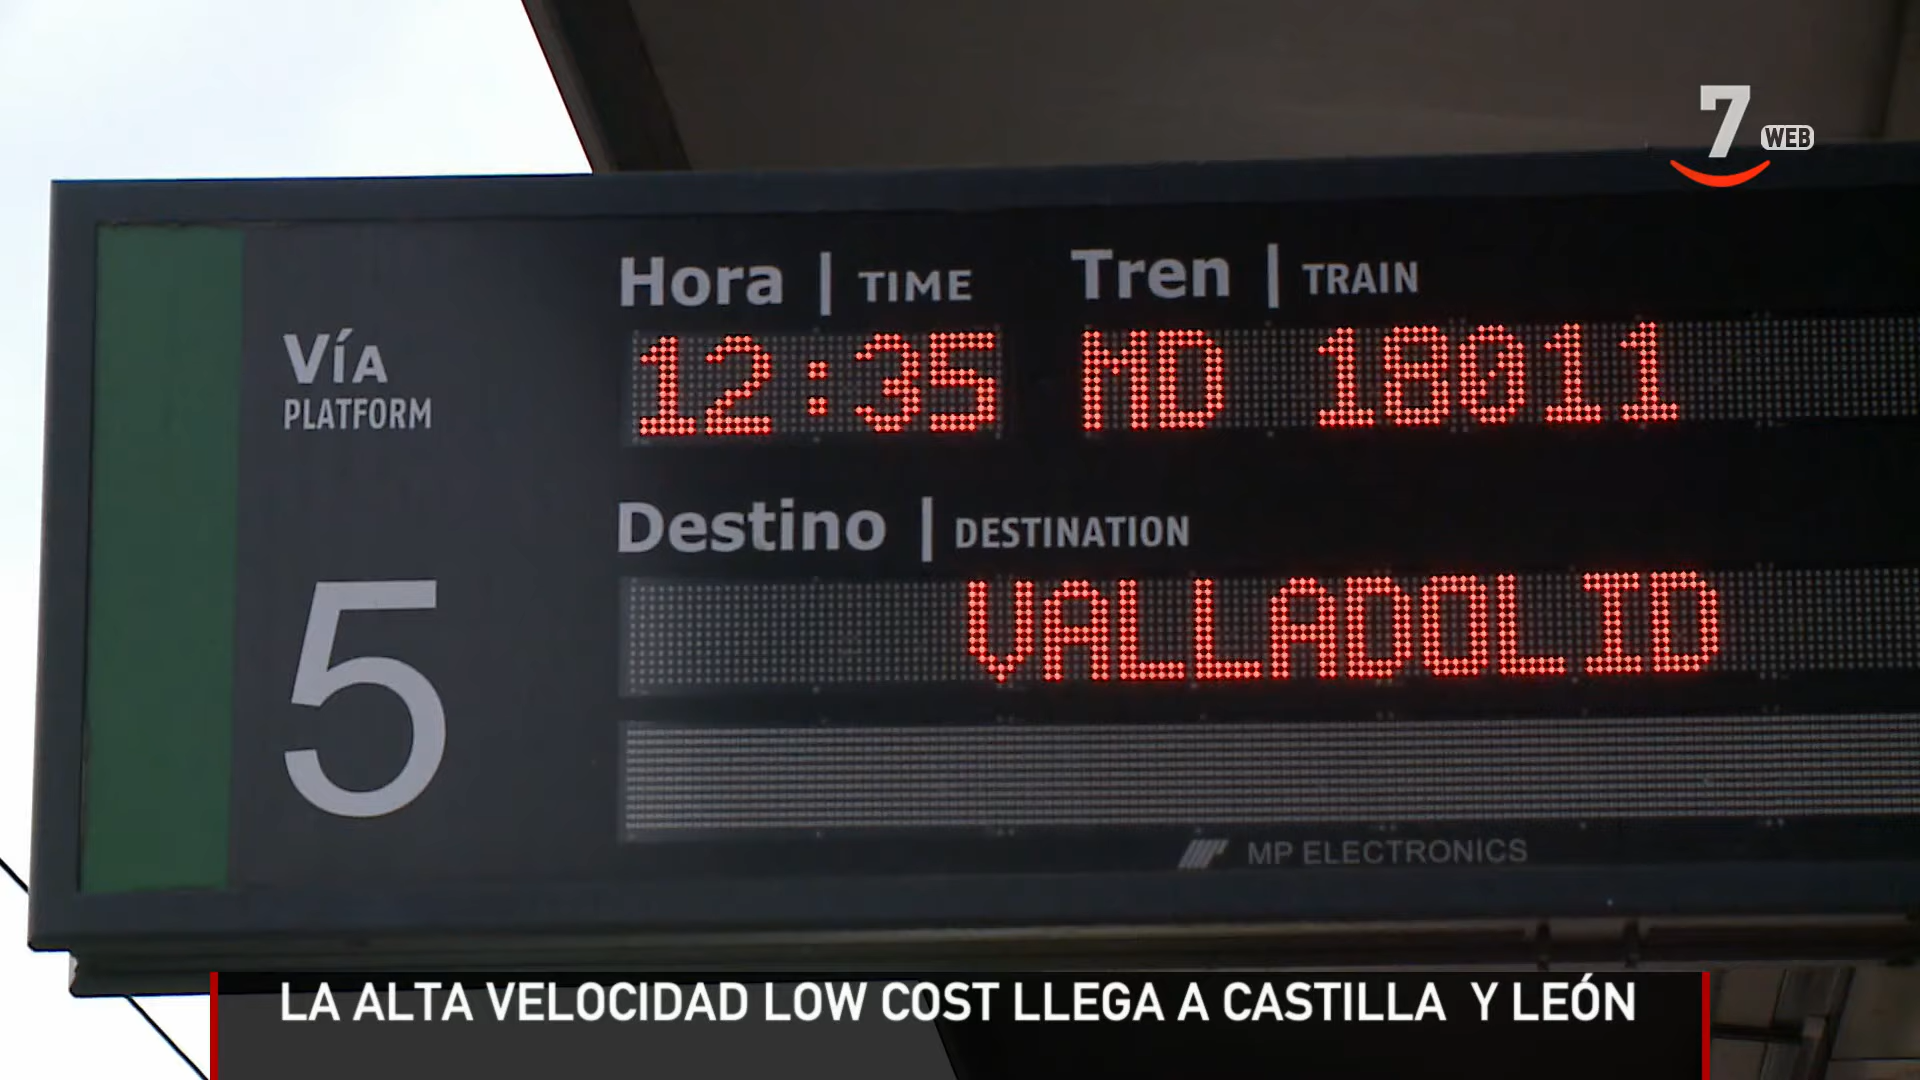 7 WEB
Hora | TIME Tren | TRAIN
Vía
PLATFORM
12:35 MD 18011
Destino | DESTINATION
5
VALLADOLID
MP ELECTRONICS
LA ALTA VELOCIDAD LOW COST LLEGA A CASTILLA Y LEÓN